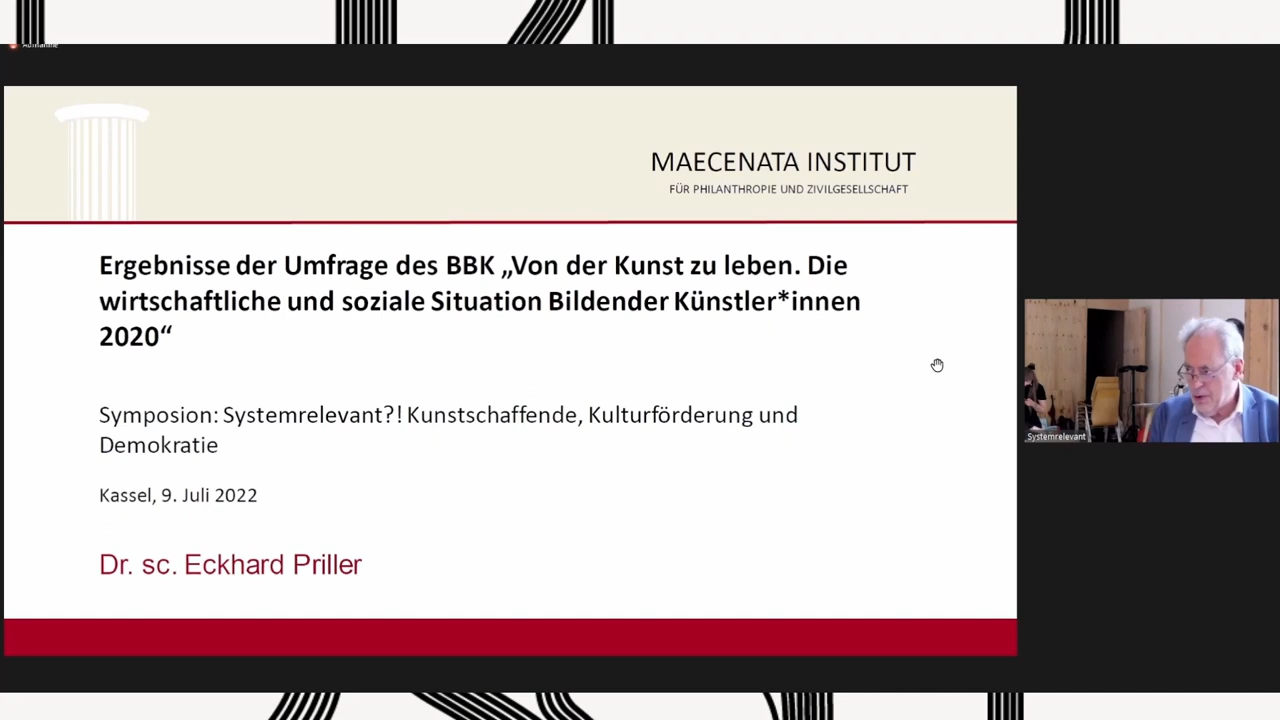 Aufnahme
MAECENATA INSTITUT
FÜR PHILANTHROPIE UND ZIVILGESELLSCHAFT
Ergebnisse der Umfrage des BBK „Von der Kunst zu leben. Die
wirtschaftliche und soziale Situation Bildender Künstler*innen
2020“
Symposion: Systemrelevant?! Kunstschaffende, Kulturförderung und
Demokratie
Kassel, 9. Juli 2022
Dr. sc. Eckhard Priller
Systemrelevant